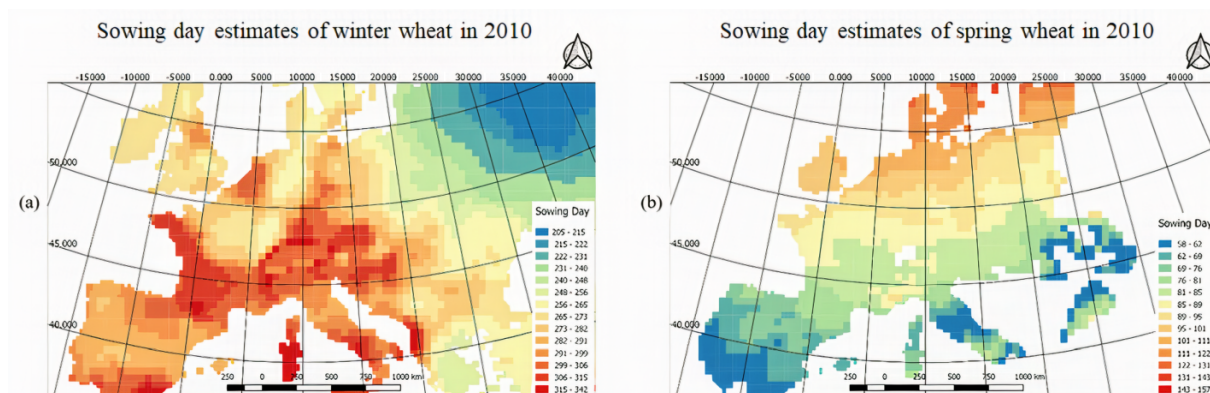 Sowing day estimates of winter wheat in 2010
-15000 -10000 -5000 0.000 5000 10000 15000 20000 25000 30000 35000 40000
50.000
45.000
40.000
(a)
Sowing Day
205 - 215
215 - 222
222 - 231
231 - 240
240 - 248
248 - 256
256 - 265
265 - 273
273 - 282
282 - 291
291 - 299
299 - 306
306 - 315
315 - 342
250 0 250 500 750 1000 km
Sowing day estimates of spring wheat in 2010
-15000 -10000 -5000 0.000 5000 10000 15000 20000 25000 30000 35000 40000
50.000
45.000
40.000
(b)
Sowing Day
58 - 62
62 - 69
69 - 76
76 - 81
81 - 85
85 - 89
89 - 95
95 - 101
101 - 111
111 - 122
122 - 131
131 - 143
143 - 157
250 0 250 500 750 1000 km